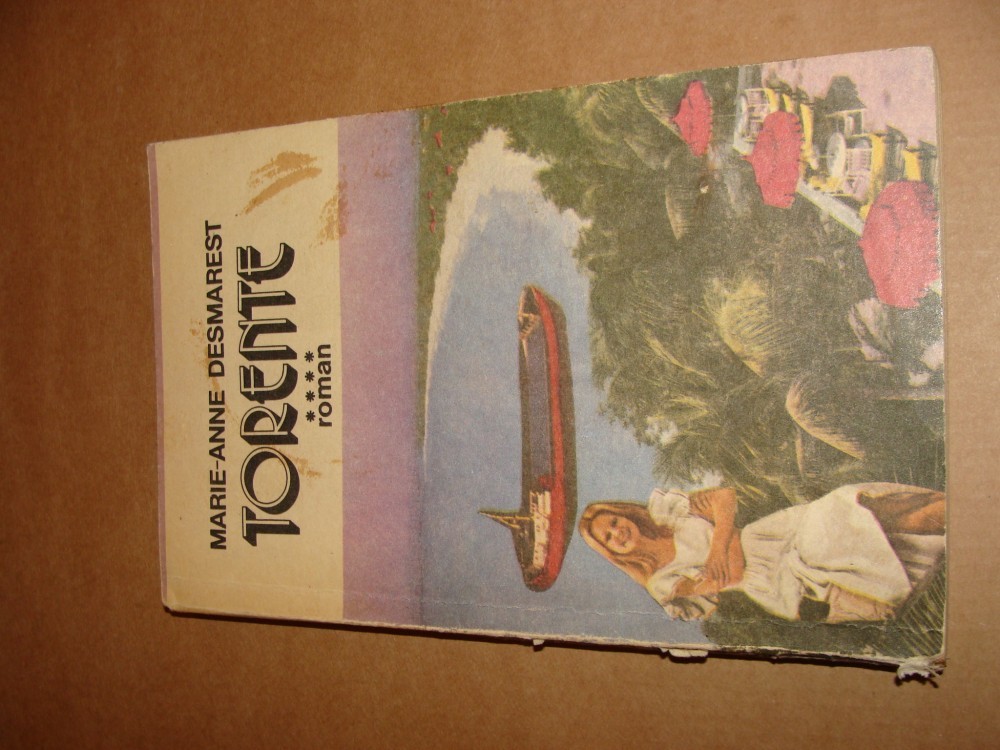 MARIE-ANNE DESMAREST
TORENTE
****
roman